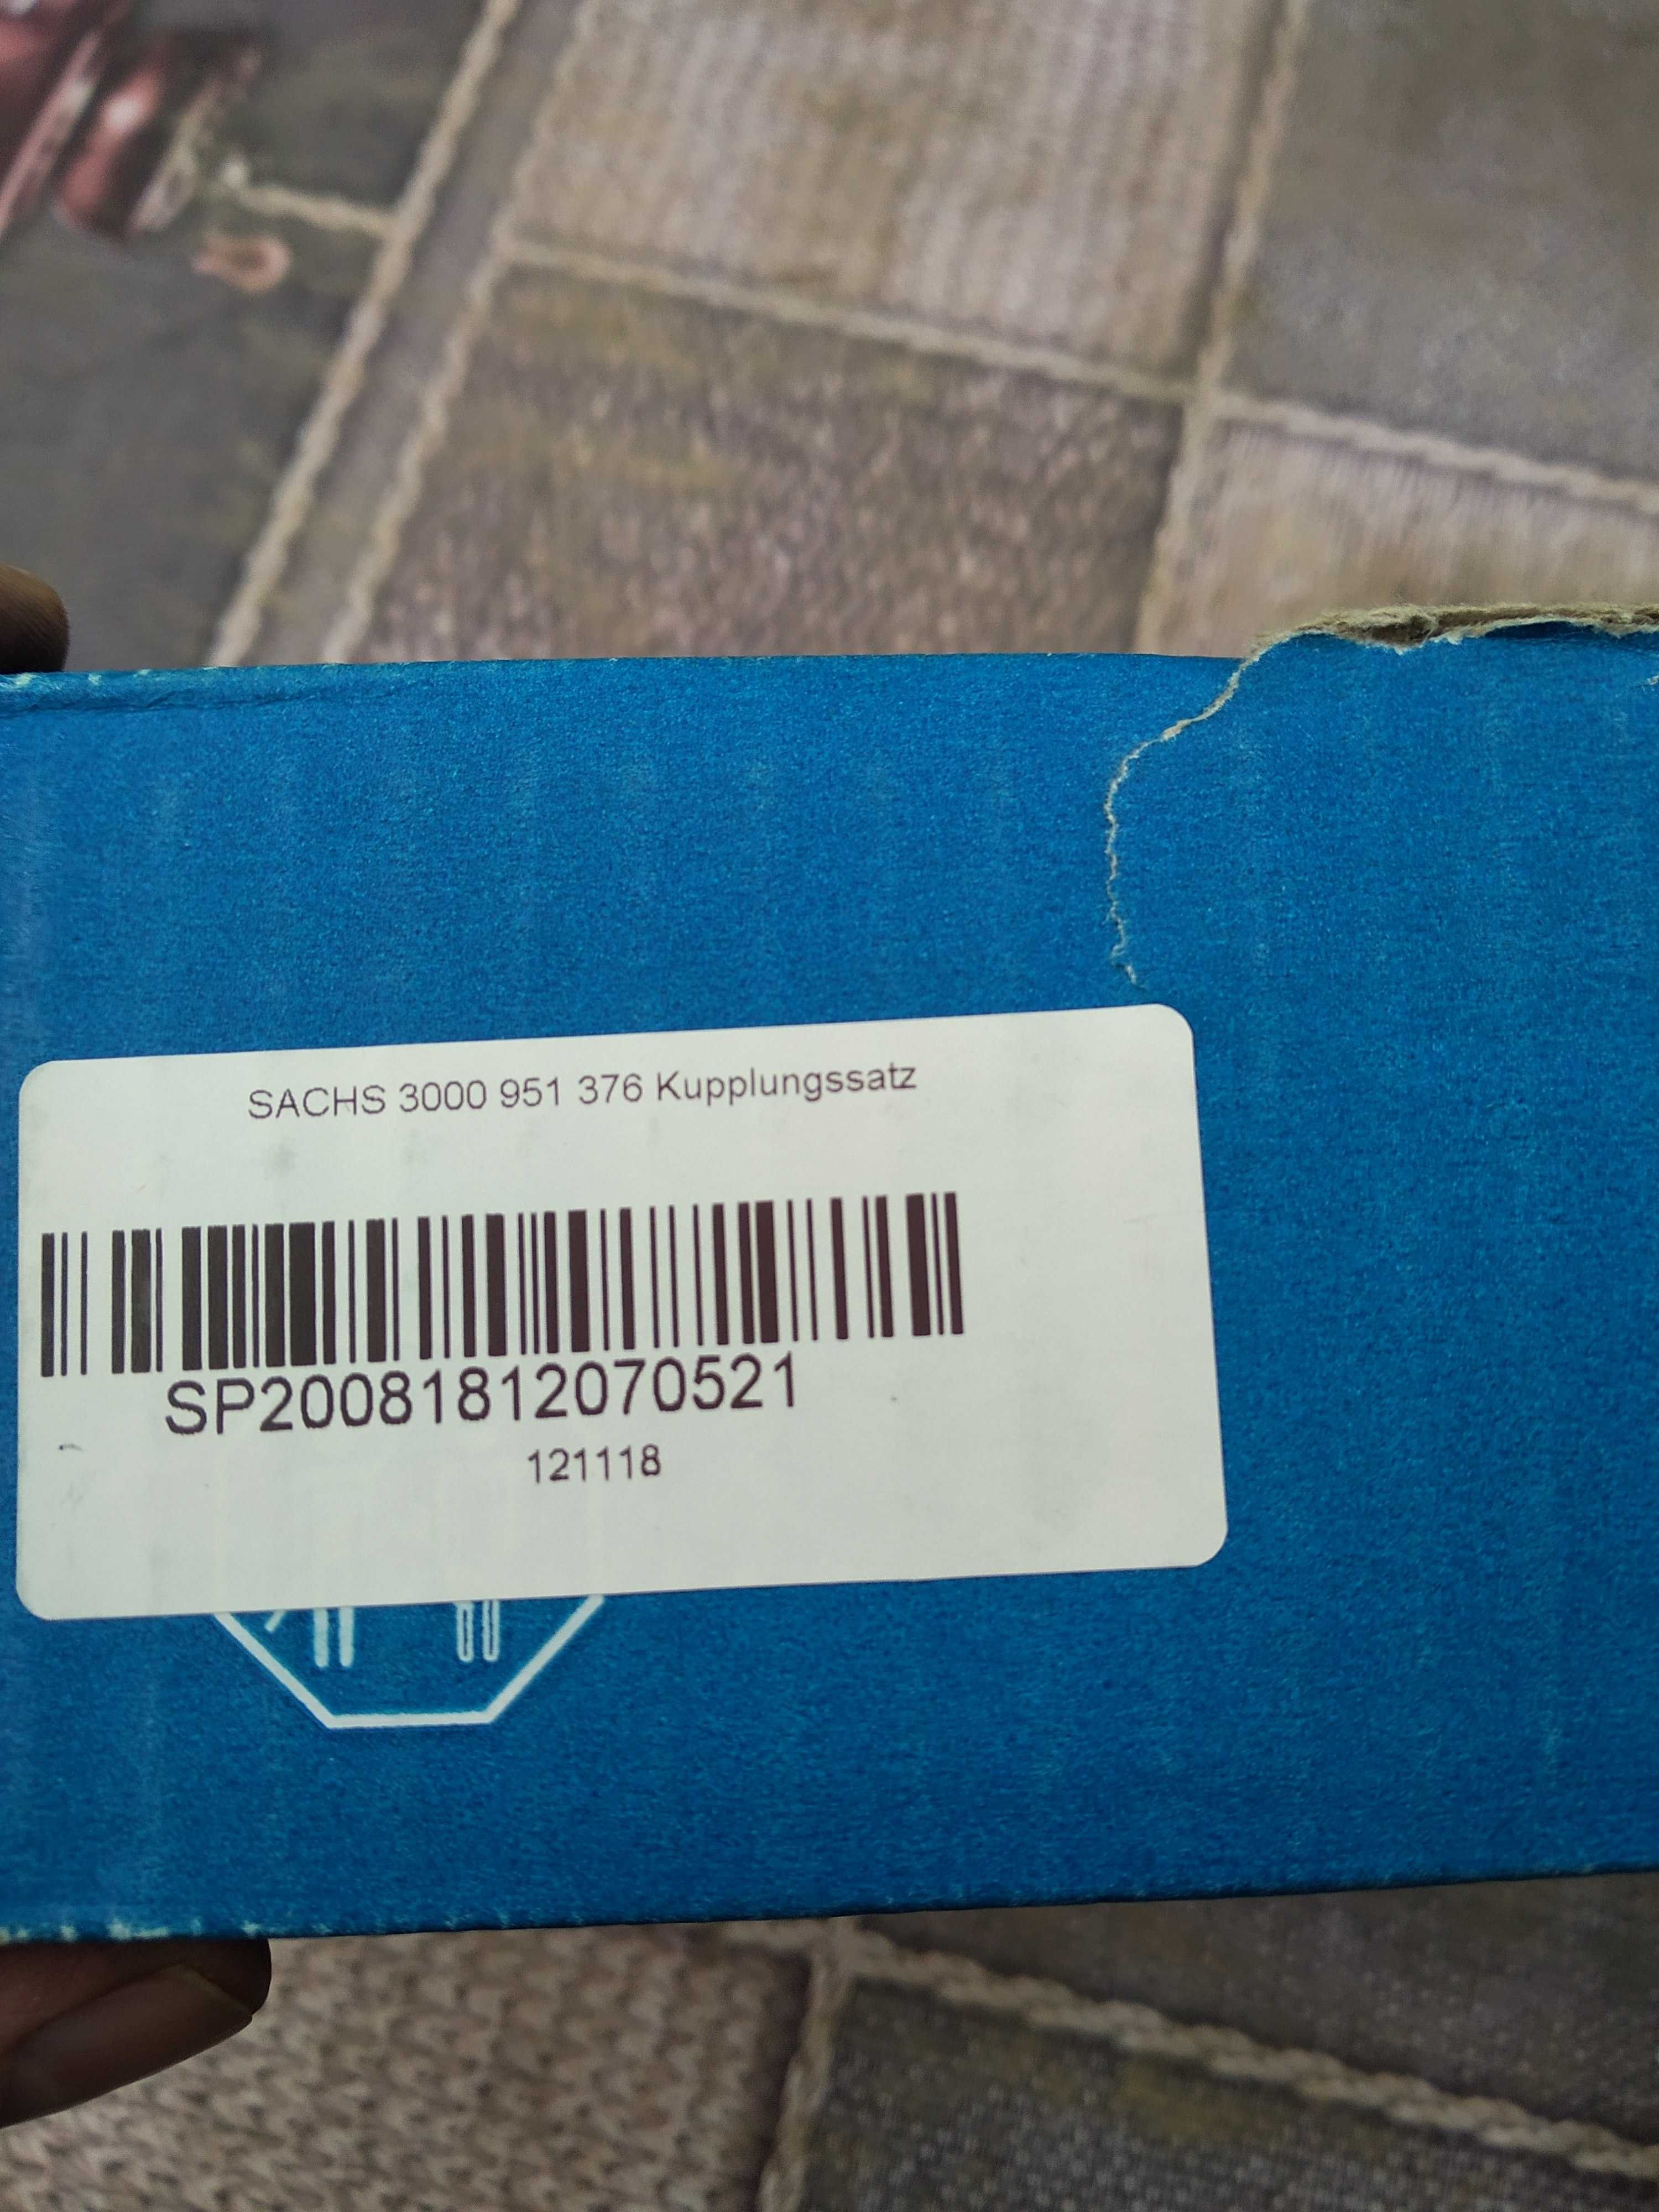 SACHS 3000 951 376 Kupplungssatz
SP20081812070521
121118